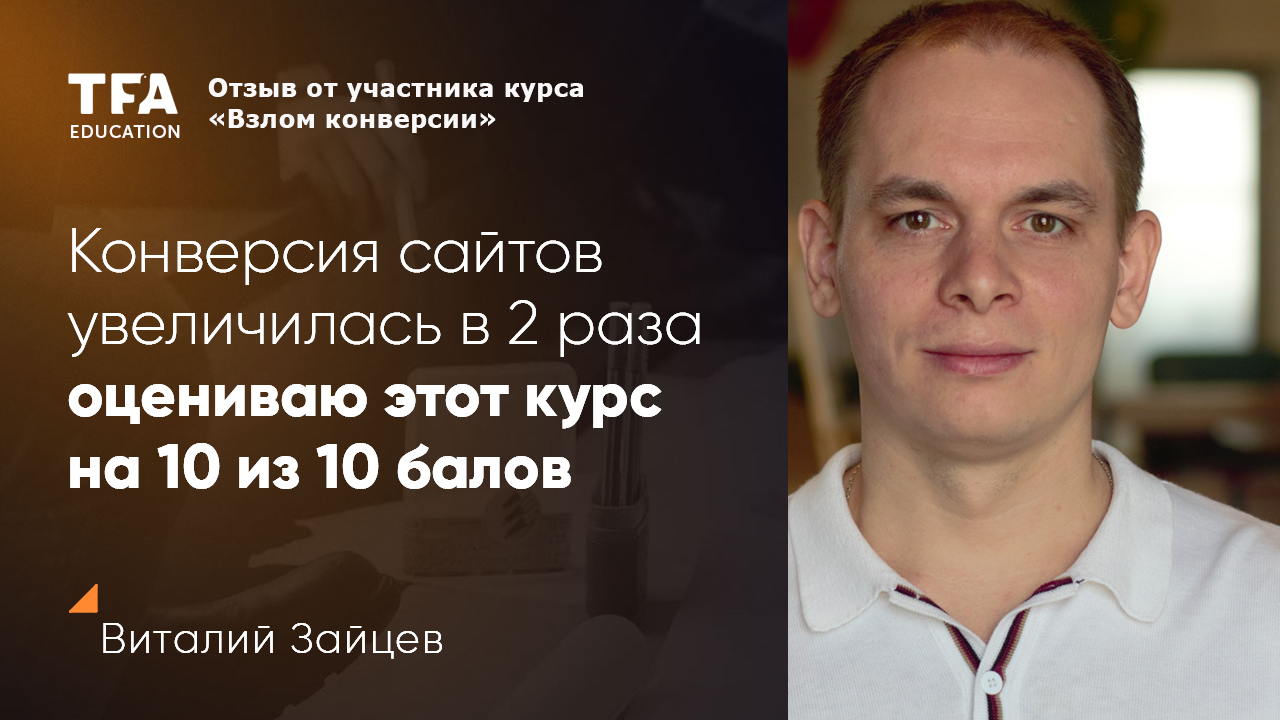 TFA
EDUCATION
Отзыв от участника курса
«Взлом конверсии»
Конверсия сайтов
увеличилась в 2 раза
оцениваю этот курс
на 10 из 10 балов
Виталий Зайцев